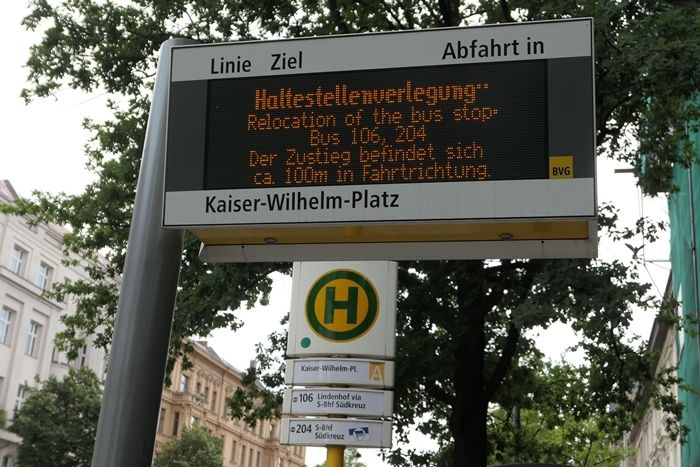 Linie Ziel Abfahrt in
Haltestellenverlegung**
Relocation of the bus stop*
Bus 106, 204
Der Zustieg befindet sich
ca. 100m in Fahrtrichtung.
BVG
Kaiser-Wilhelm-Platz
H
Kaiser-Wilhelm-Pl. A
106 Lindenhof via
S-Bhf Südkreuz
204 S-Bhf
Südkreuz